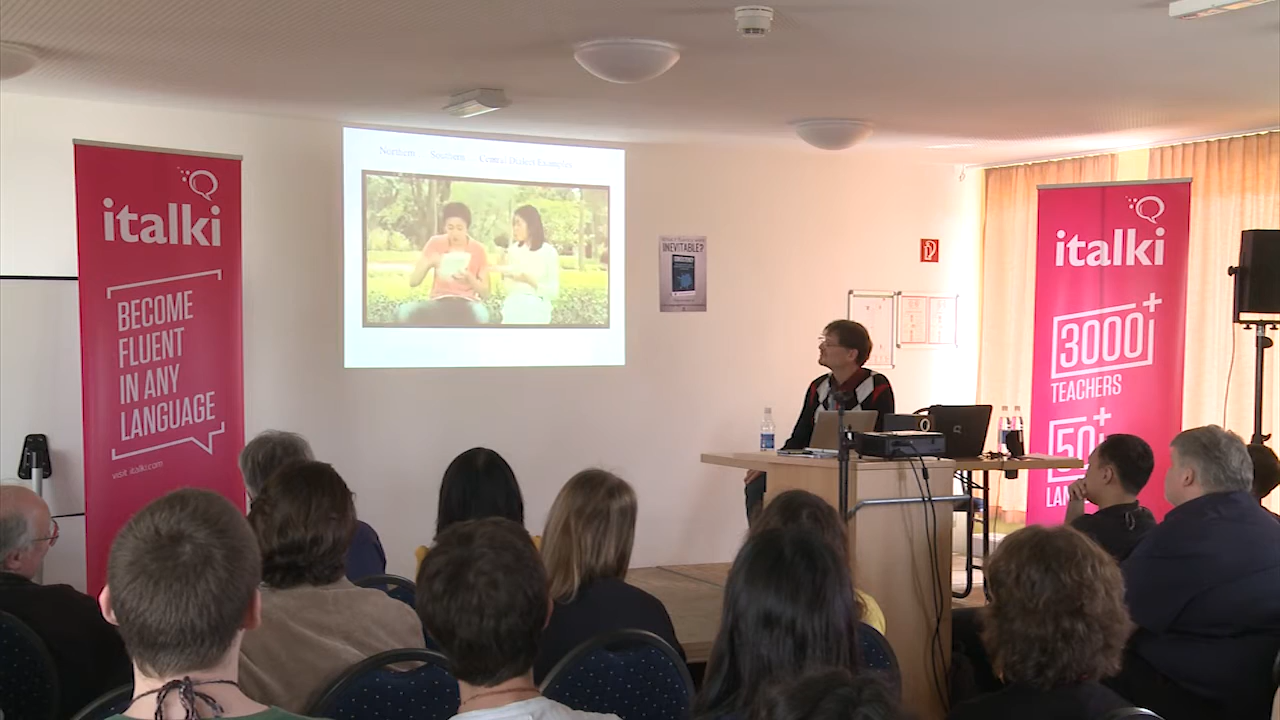 italki
BECOME
FLUENT
IN ANY
LANGUAGE
visit italki.com
Northern Southern Central Dialect Examples
INEVITABLE?
italki
3000+
TEACHERS
50+